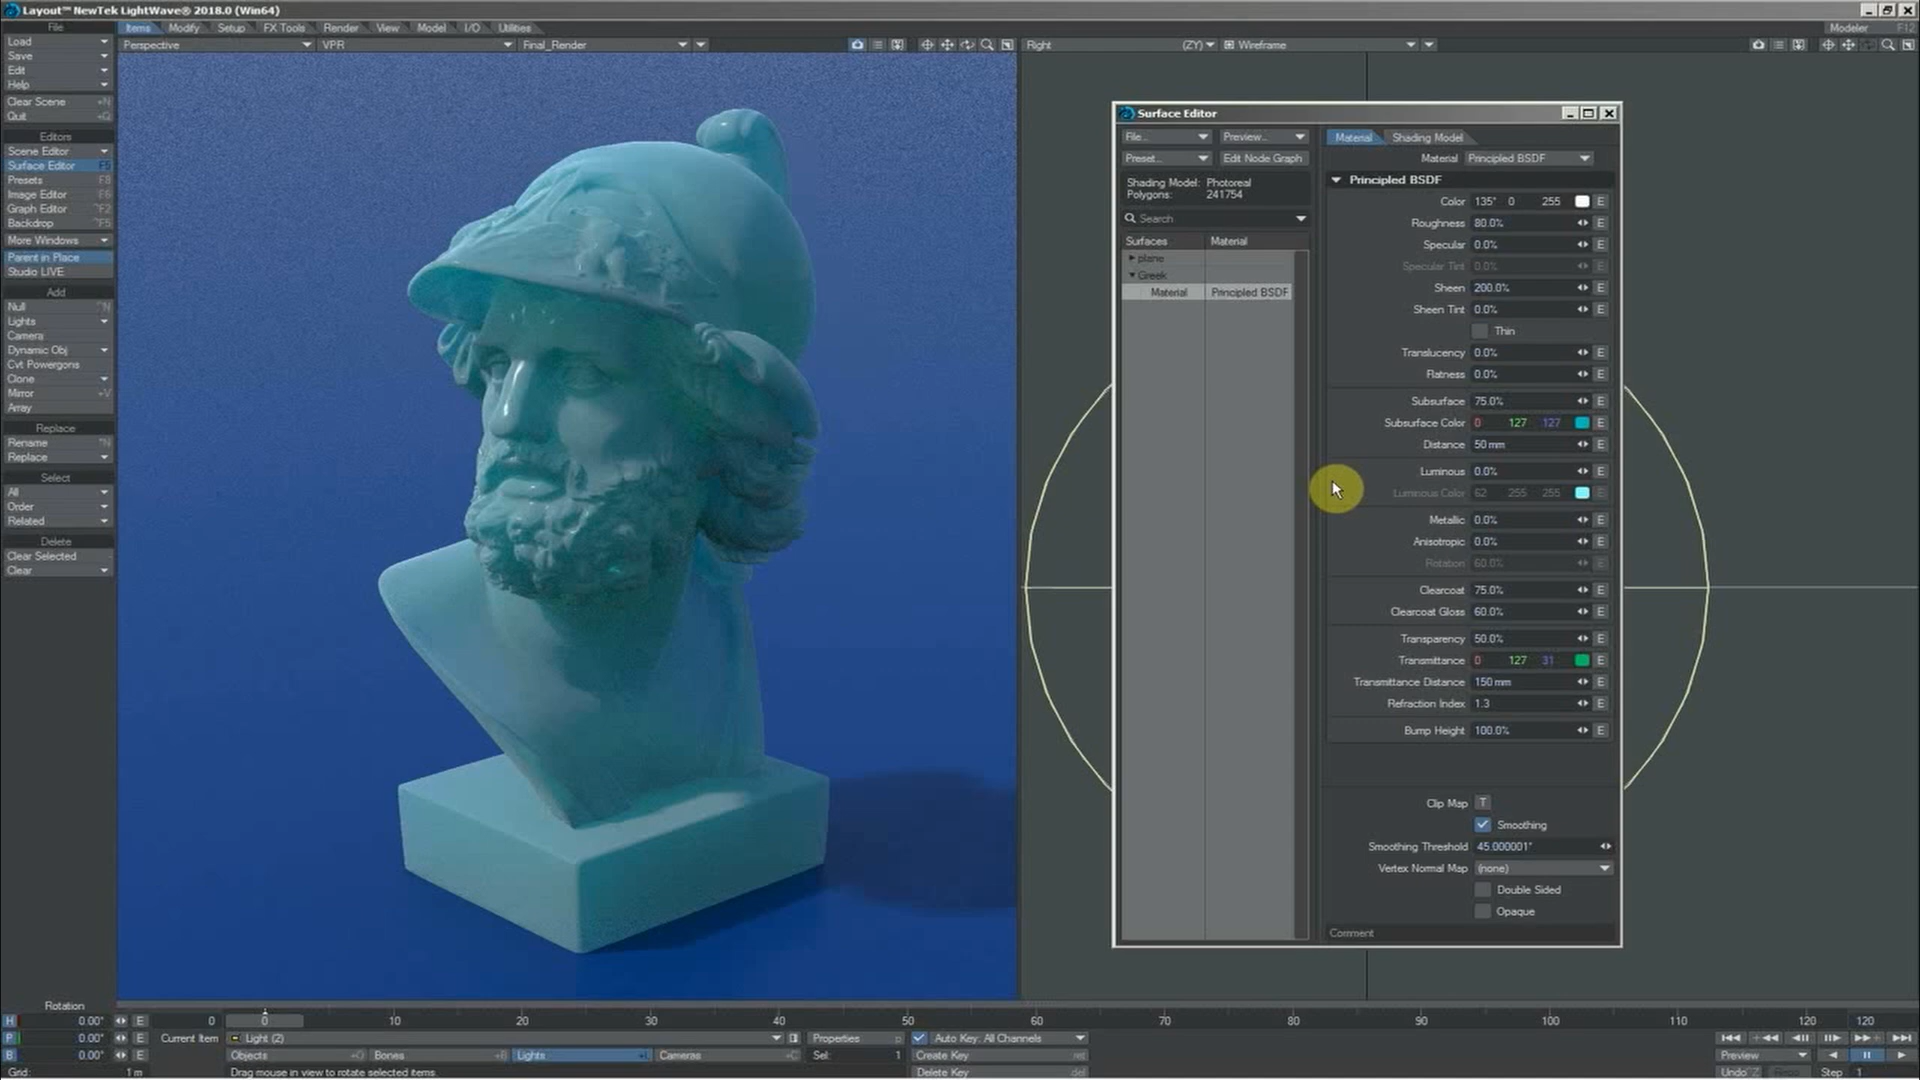 Layout™ NewTek LightWave® 2018.0 (Win64)
File
Items Modify Setup FX Tools Render View Model I/O Utilities
Modeler F12
Load
Save
Edit
Help
Clear Scene
Quit
Editors
Scene Editor
Surface Editor F5
Presets F8
Image Editor F6
Graph Editor ^F2
Backdrop ^F5
More Windows
Parent in Place
Studio LIVE
Add
Null
Lights
Camera
Dynamic Obj
Cvt Powergons
Clone
Mirror +V
Array
Replace
Rename
Replace
Select
All
Order
Related
Delete
Clear Selected
Clear
Perspective VPR Final_Render
Right (ZY) Wireframe
Surface Editor
File... Preview...
Preset... Edit Node Graph
Shading Model: Photoreal
Polygons: 241754
Search
Surfaces Material
plane
Greek
Material Principled BSDF
Material Shading Model
Material Principled BSDF
Principled BSDF
Color 135° 0 255 E
Roughness 80.0% E
Specular 0.0% E
Specular Tint 0.0% E
Sheen 200.0% E
Sheen Tint 0.0% E
Thin
Translucency 0.0% E
Flatness 0.0% E
Subsurface 75.0% E
Subsurface Color 0 127 127 E
Distance 50 mm E
Luminous 0.0% E
Luminous Color 62 255 255 E
Metallic 0.0% E
Anisotropic 0.0% E
Rotation 60.0% E
Clearcoat 75.0% E
Clearcoat Gloss 60.0% E
Transparency 50.0% E
Transmittance 0 127 31 E
Transmittance Distance 150 mm E
Refraction Index 1.3 E
Bump Height 100.0% E
Clip Map T
Smoothing
Smoothing Threshold 45.000001°
Vertex Normal Map (none)
Double Sided
Opaque
Comment
Rotation
H 0.00° E 0
P 0.00° E
B 0.00° E
Grid: 1 m
0 10 20 30 40 50 60 70 80 90 100 110 120 120
Current Item Light (2) Properties Auto Key: All Channels
Objects Bones Lights Cameras Sel: 1 Create Key
Drag mouse in view to rotate selected items. Delete Key del
Preview
Undo Step 1